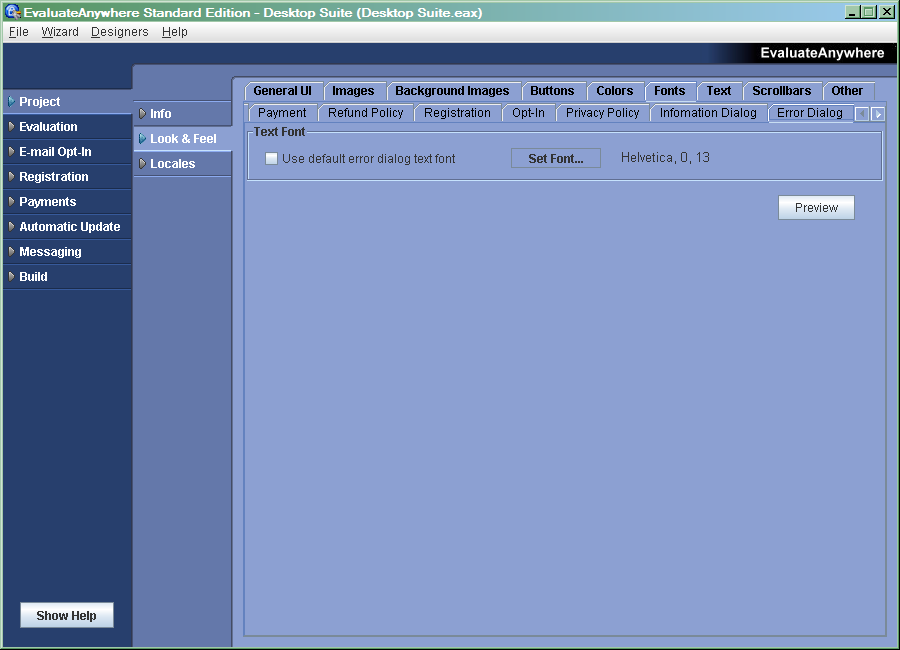 EvaluateAnywhere Standard Edition - Desktop Suite (Desktop Suite.eax)
File Wizard Designers Help
EvaluateAnywhere
Project
Evaluation
E-mail Opt-In
Registration
Payments
Automatic Update
Messaging
Build
Show Help
Info
Look & Feel
Locales
General UI Images Background Images Buttons Colors Fonts Text Scrollbars Other
Payment Refund Policy Registration Opt-In Privacy Policy Infomation Dialog Error Dialog
Text Font
Use default error dialog text font Set Font... Helvetica, 0, 13
Preview